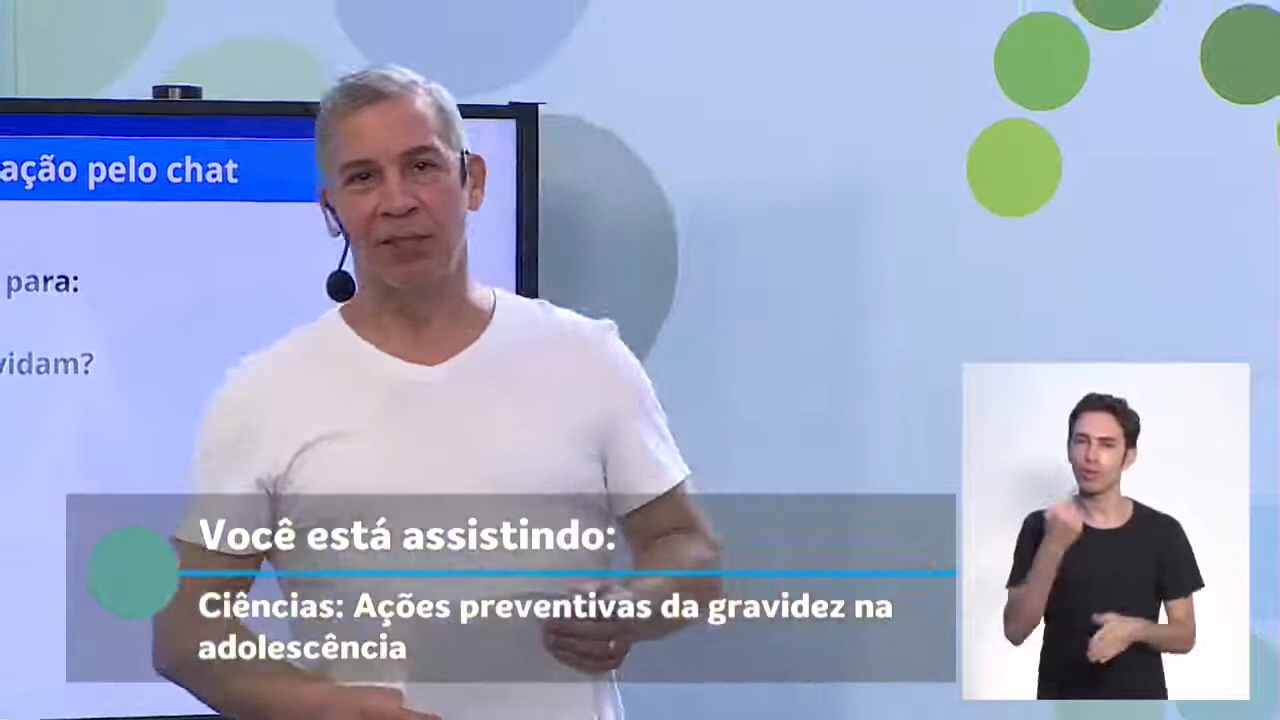 ação pelo chat
para:
vidam?
Você está assistindo:
Ciências: Ações preventivas da gravidez na
adolescência